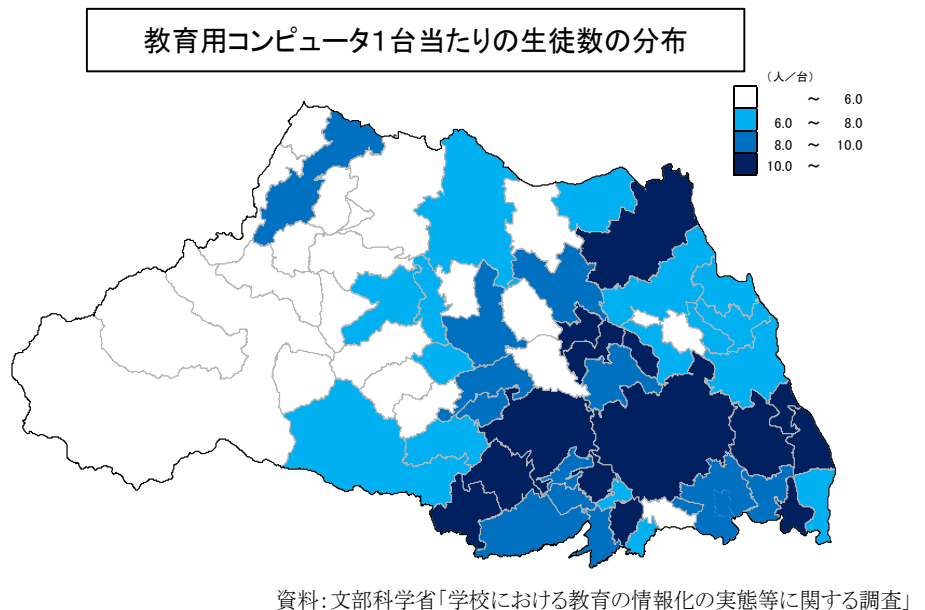 教育用コンピュータ1台当たりの生徒数の分布
（人／台）
～ 6.0
6.0 ～ 8.0
8.0 ～ 10.0
10.0 ～
資料：文部科学省「学校における教育の情報化の実態等に関する調査」